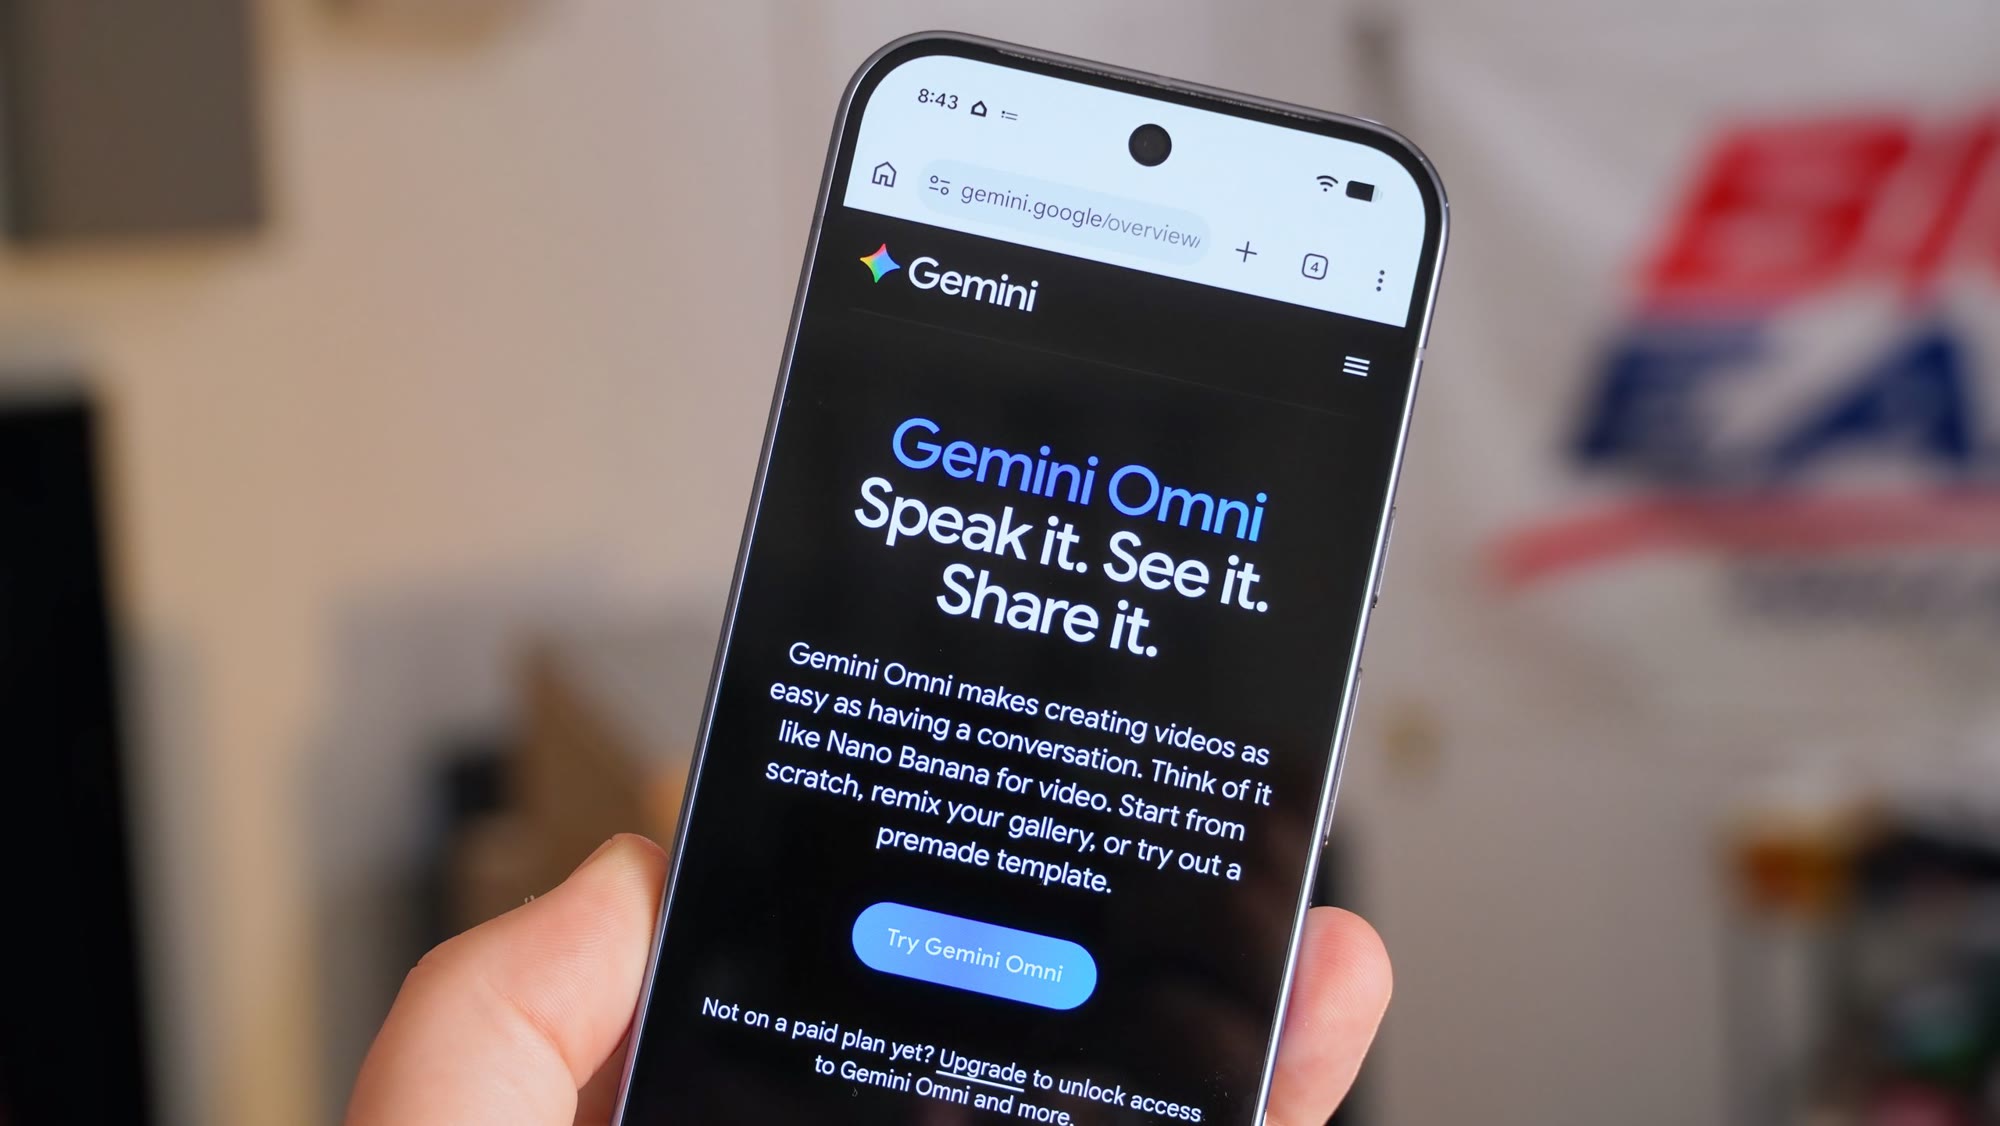 8:43
gemini.google/overview/
4
Gemini
Gemini Omni
Speak it. See it.
Share it.
Gemini Omni makes creating videos as
easy as having a conversation. Think of it
like Nano Banana for video. Start from
scratch, remix your gallery, or try out a
premade template.
Try Gemini Omni
Not on a paid plan yet? Upgrade to unlock access
to Gemini Omni and more.